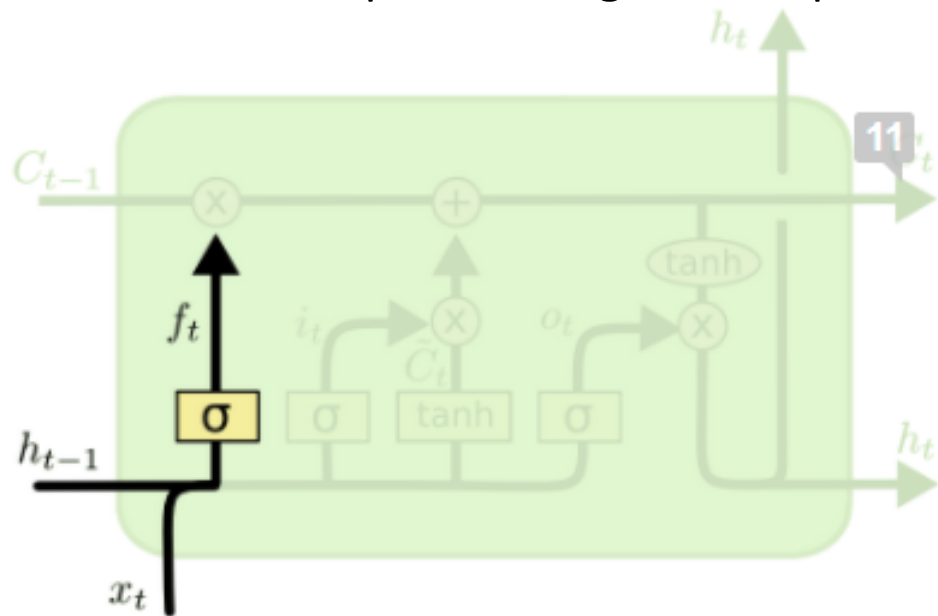 h_t
11
C_{t-1}
x +
tanh
f_t i_t x o_t x
C̃_t
σ σ tanh σ
h_{t-1} h_t
x_t